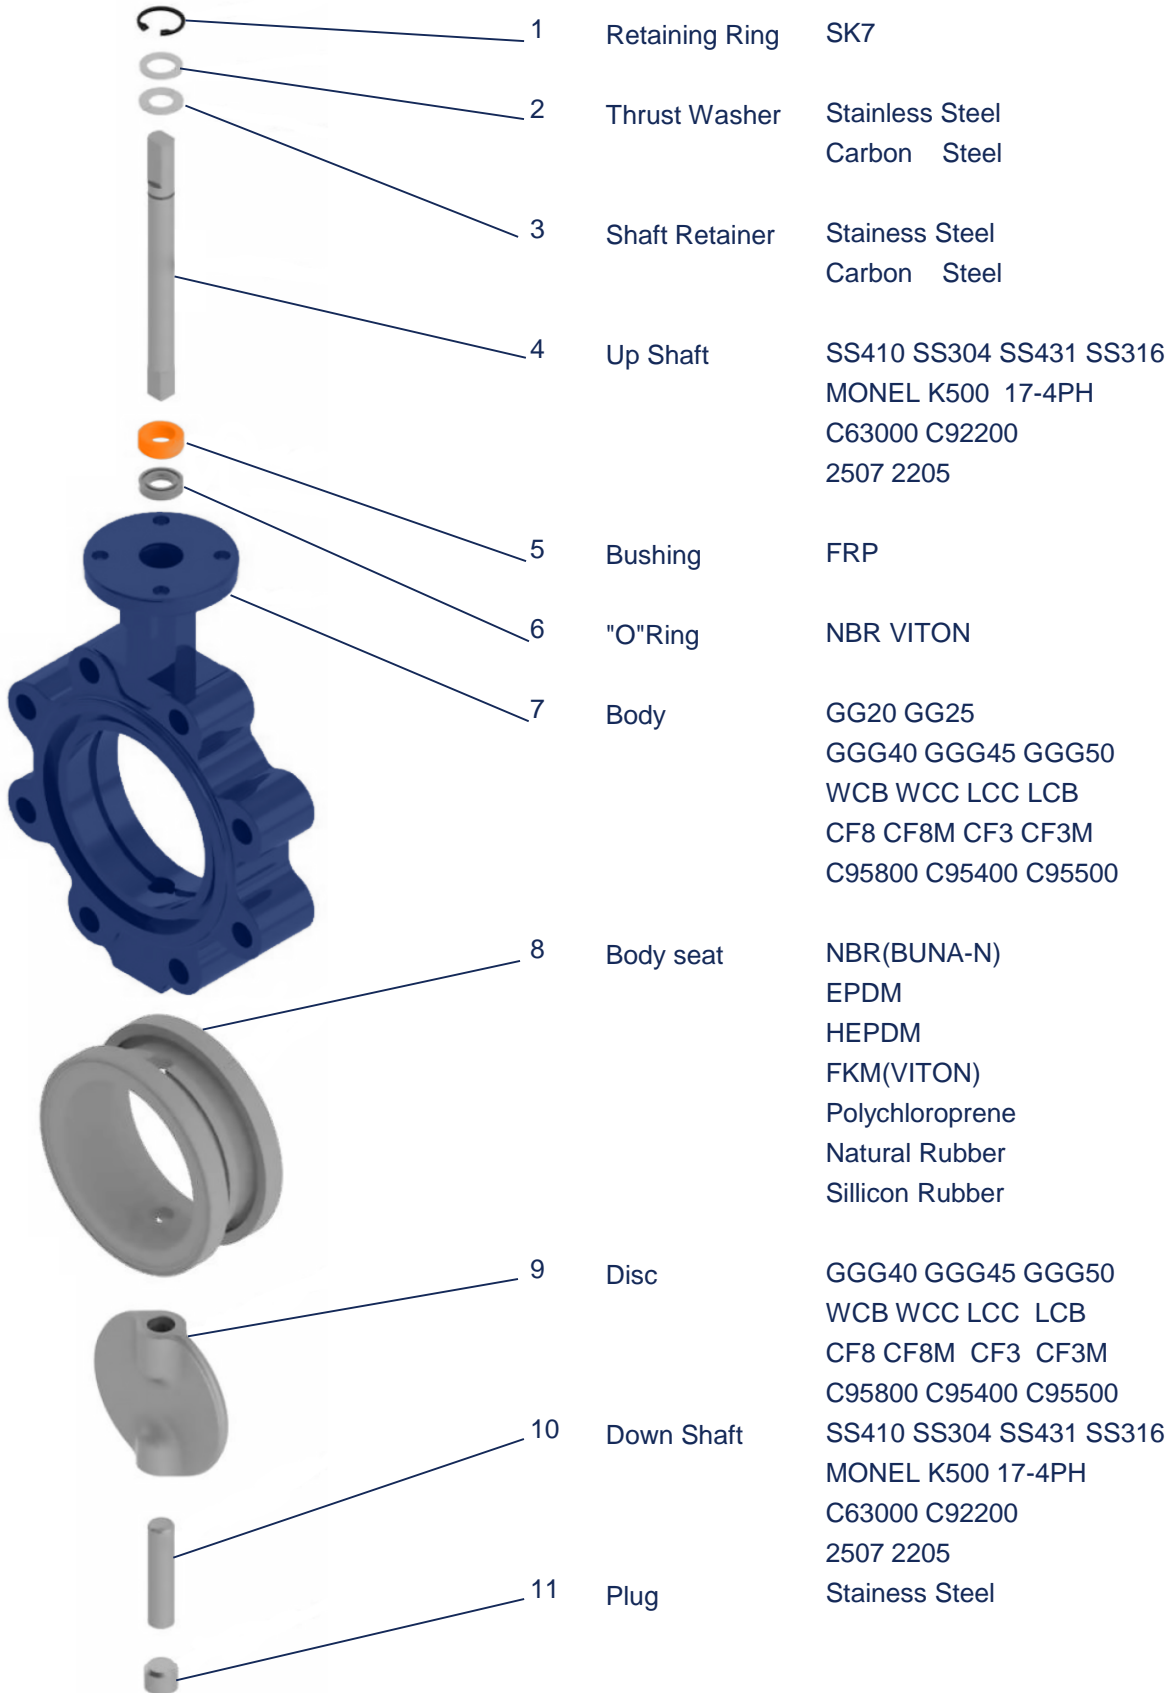 1 Retaining Ring SK7
2 Thrust Washer Stainless Steel
Carbon Steel
3 Shaft Retainer Stainess Steel
Carbon Steel
4 Up Shaft SS410 SS304 SS431 SS316
MONEL K500 17-4PH
C63000 C92200
2507 2205
5 Bushing FRP
6 "O"Ring NBR VITON
7 Body GG20 GG25
GGG40 GGG45 GGG50
WCB WCC LCC LCB
CF8 CF8M CF3 CF3M
C95800 C95400 C95500
8 Body seat NBR(BUNA-N)
EPDM
HEPDM
FKM(VITON)
Polychloroprene
Natural Rubber
Sillicon Rubber
9 Disc GGG40 GGG45 GGG50
WCB WCC LCC LCB
CF8 CF8M CF3 CF3M
C95800 C95400 C95500
10 Down Shaft SS410 SS304 SS431 SS316
MONEL K500 17-4PH
C63000 C92200
2507 2205
11 Plug Stainess Steel